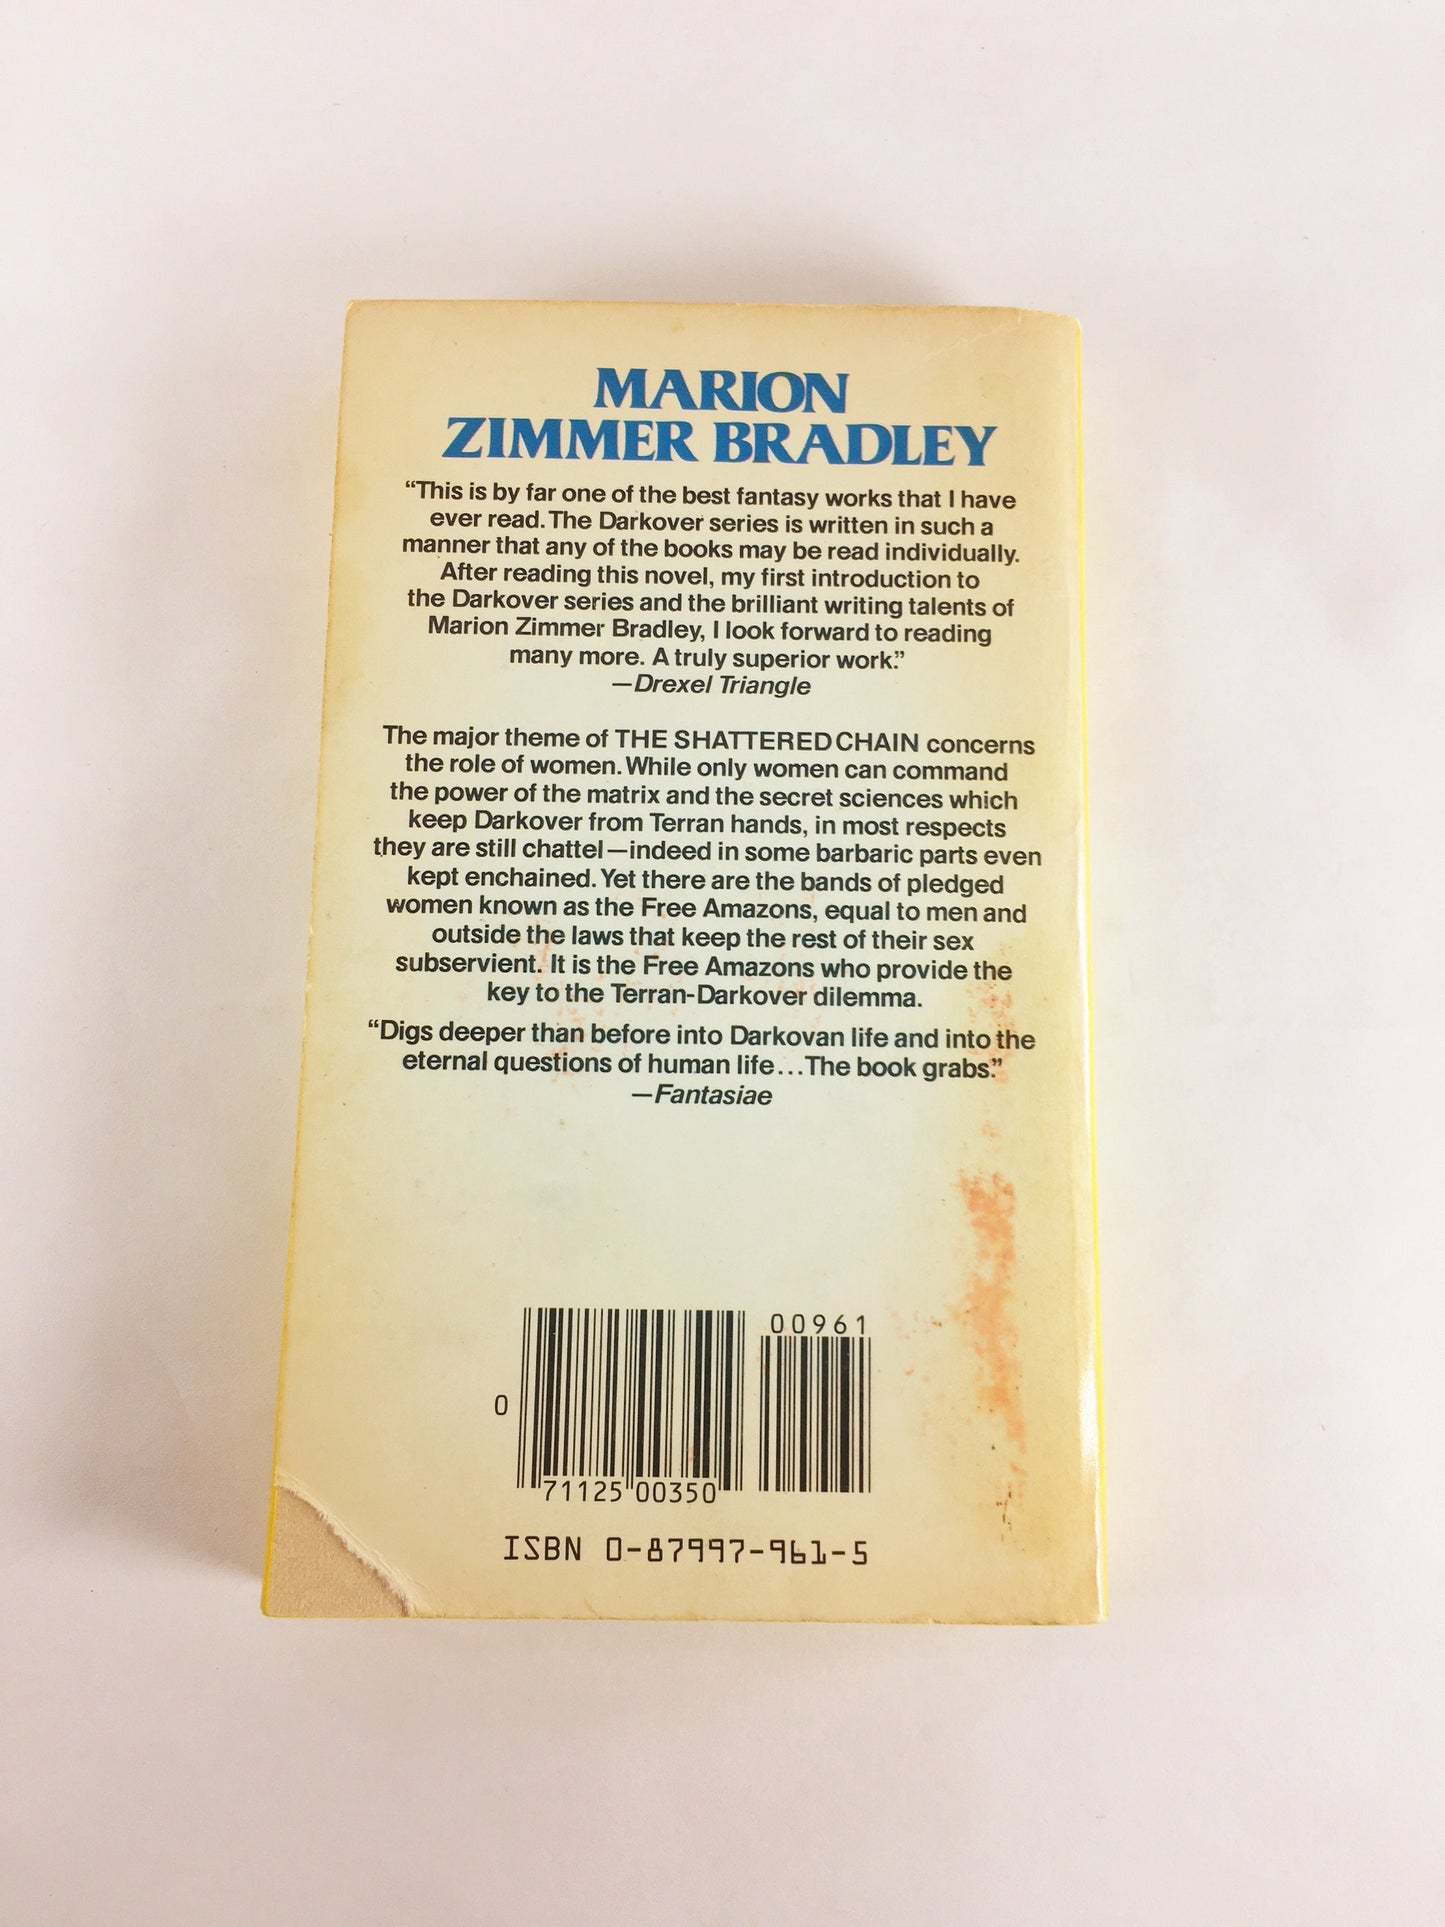 MARION
ZIMMER BRADLEY
“This is by far one of the best fantasy works that I have
ever read. The Darkover series is written in such a
manner that any of the books may be read individually.
After reading this novel, my first introduction to
the Darkover series and the brilliant writing talents of
Marion Zimmer Bradley, I look forward to reading
many more. A truly superior work.”
—Drexel Triangle
The major theme of THE SHATTERED CHAIN concerns
the role of women. While only women can command
the power of the matrix and the secret sciences which
keep Darkover from Terran hands, in most respects
they are still chattel—indeed in some barbaric parts even
kept enchained. Yet there are the bands of pledged
women known as the Free Amazons, equal to men and
outside the laws that keep the rest of their sex
subservient. It is the Free Amazons who provide the
key to the Terran-Darkover dilemma.
“Digs deeper than before into Darkovan life and into the
eternal questions of human life...The book grabs.”
—Fantasiae
00961
0
71125 00350
ISBN 0-87997-961-5